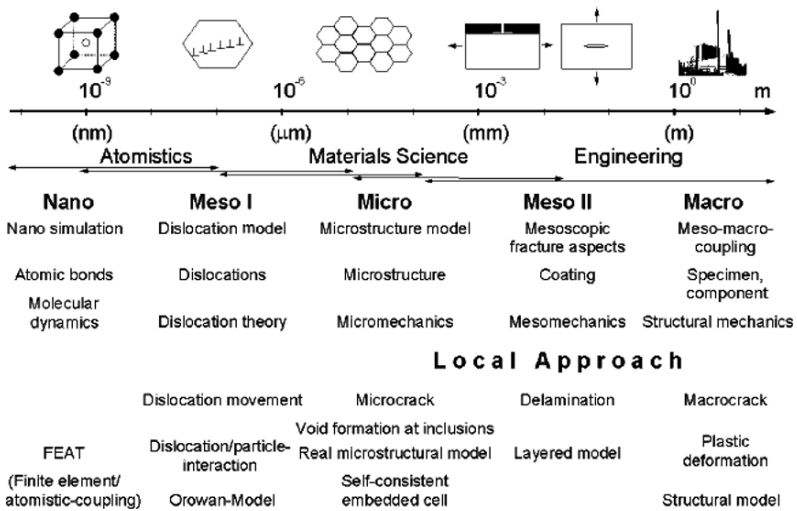 10-9 10-6 10-3 100 m
(nm) (μm) (mm) (m)
Atomistics Materials Science Engineering
Nano Meso I Micro Meso II Macro
Nano simulation Dislocation model Microstructure model Mesoscopic Meso-macro-
fracture aspects coupling
Atomic bonds Dislocations Microstructure Coating Specimen,
component
Molecular
dynamics Dislocation theory Micromechanics Mesomechanics Structural mechanics
Local Approach
Dislocation movement Microcrack Delamination Macrocrack
Void formation at inclusions
FEAT Dislocation/particle- Real microstructural model Layered model Plastic
interaction deformation
(Finite element/ Self-consistent
atomistic-coupling) Orowan-Model embedded cell Structural model